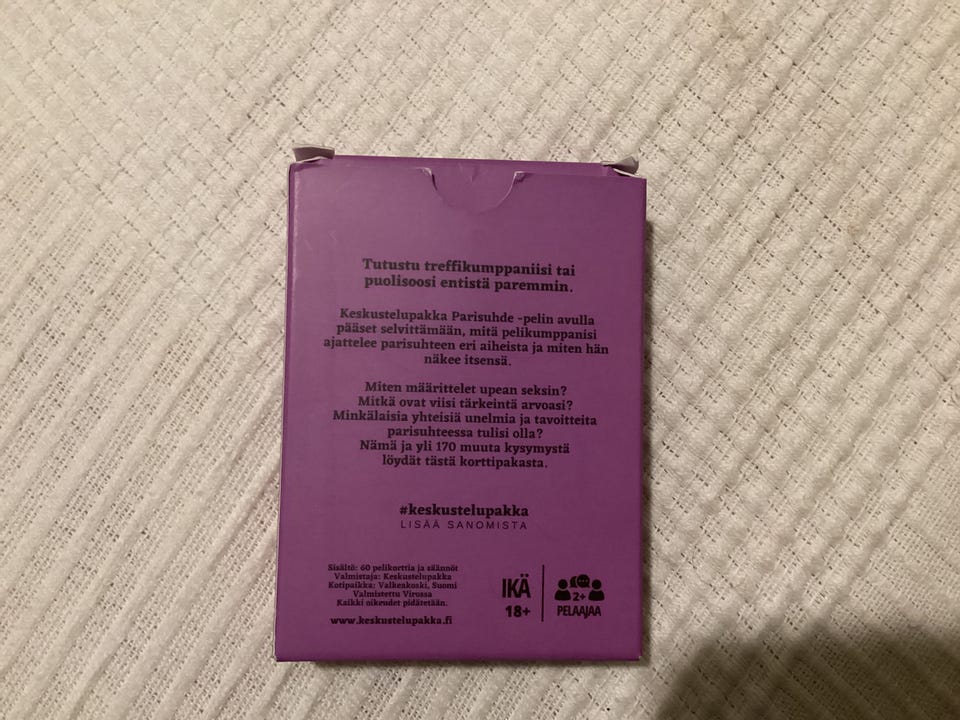 Tutustu treffikumppaniisi tai
puolisoosi entistä paremmin.
Keskustelupakka Parisuhde -pelin avulla
pääset selvittämään, mitä pelikumppanisi
ajattelee parisuhteen eri aiheista ja miten hän
näkee itsensä.
Miten määrittelet upean seksin?
Mitkä ovat viisi tärkeintä arvoasi?
Minkälaisia yhteisiä unelmia ja tavoitteita
parisuhteessa tulisi olla?
Nämä ja yli 170 muuta kysymystä
löydät tästä korttipakasta.
#keskustelupakka
LISÄÄ SANOMISTA
Sisältö: 60 pelikorttia ja säännöt
Valmistaja: Keskustelupakka
Kotipaikka: Valkeakoski, Suomi
Valmistettu Virossa
Kaikki oikeudet pidätetään.
www.keskustelupakka.fi
IKÄ
18+
2+
PELAAJAA